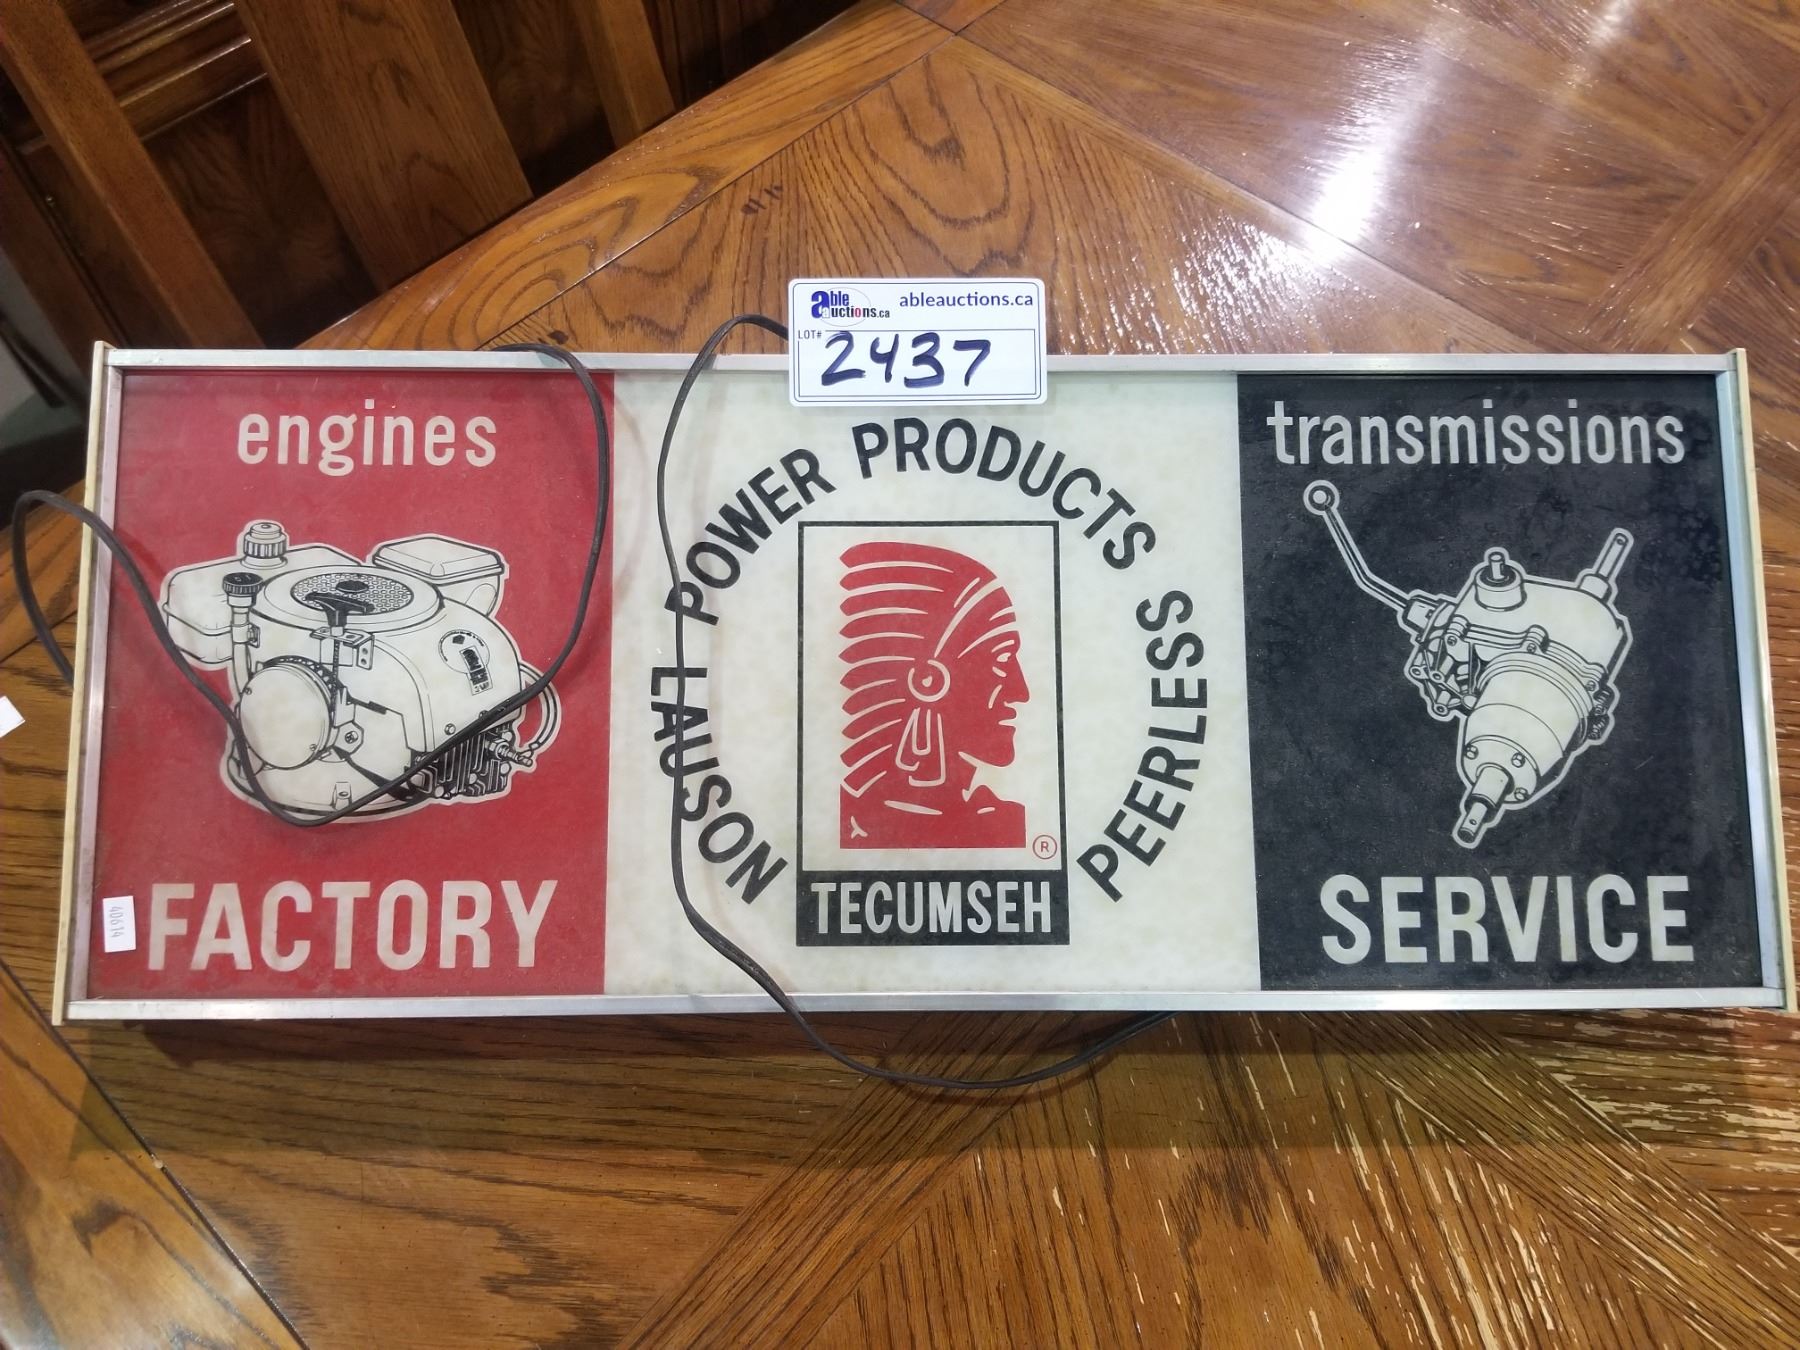 able auctions.ca
ableauctions.ca
LOT#
2437
engines
FACTORY
40614
LAUSON POWER PRODUCTS PEERLESS
TECUMSEH
®
transmissions
SERVICE